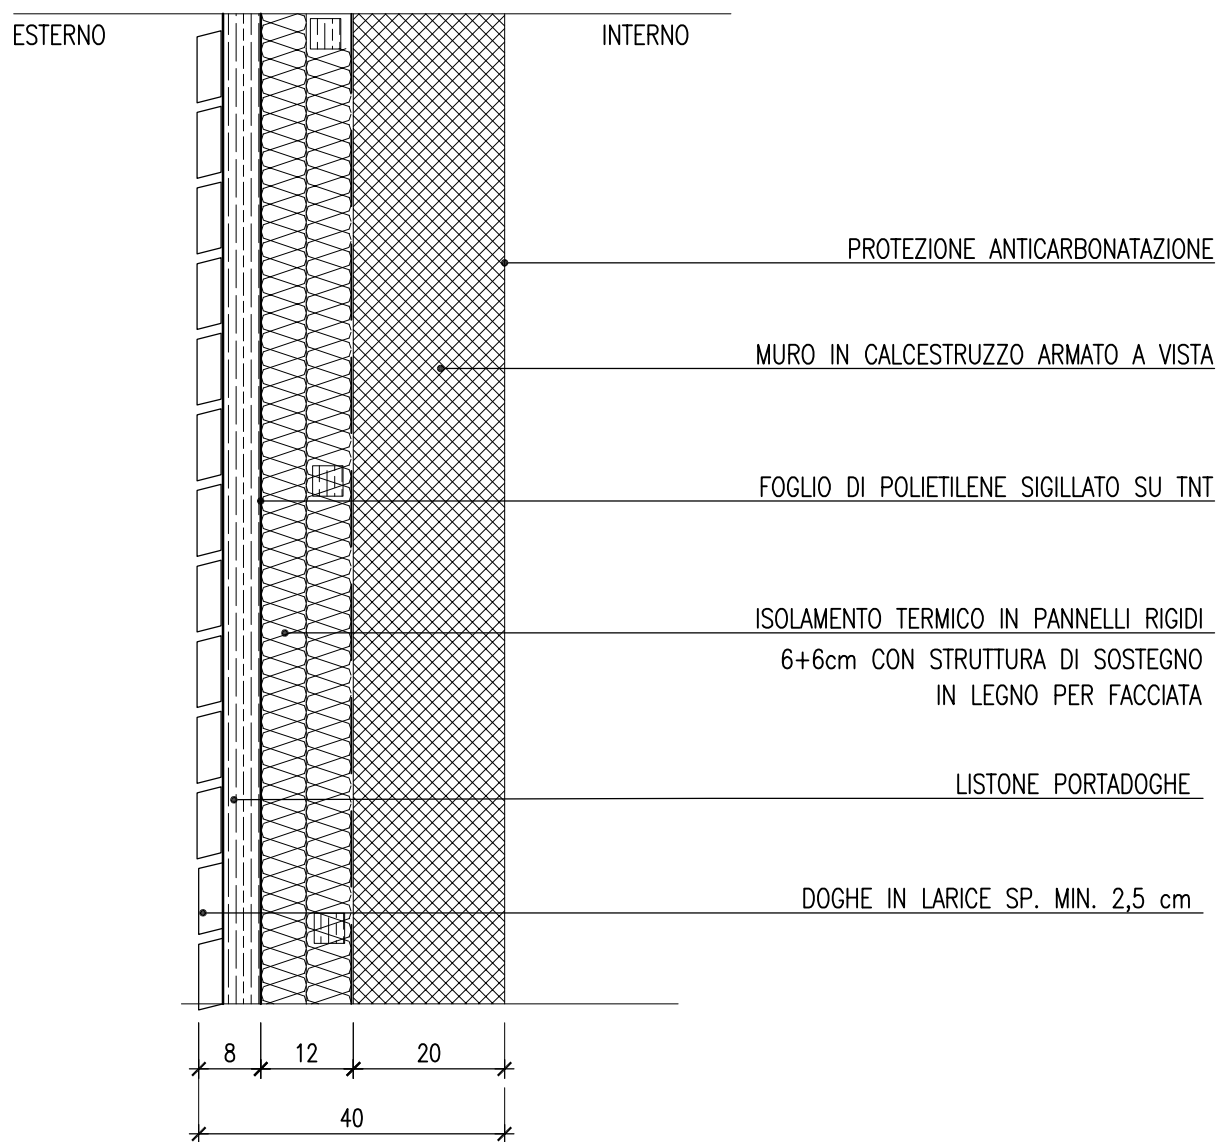 ESTERNO
INTERNO
PROTEZIONE ANTICARBONATAZIONE
MURO IN CALCESTRUZZO ARMATO A VISTA
FOGLIO DI POLIETILENE SIGILLATO SU TNT
ISOLAMENTO TERMICO IN PANNELLI RIGIDI
6+6cm CON STRUTTURA DI SOSTEGNO
IN LEGNO PER FACCIATA
LISTONE PORTADOGHE
DOGHE IN LARICE SP. MIN. 2,5 cm
8 12 20
40